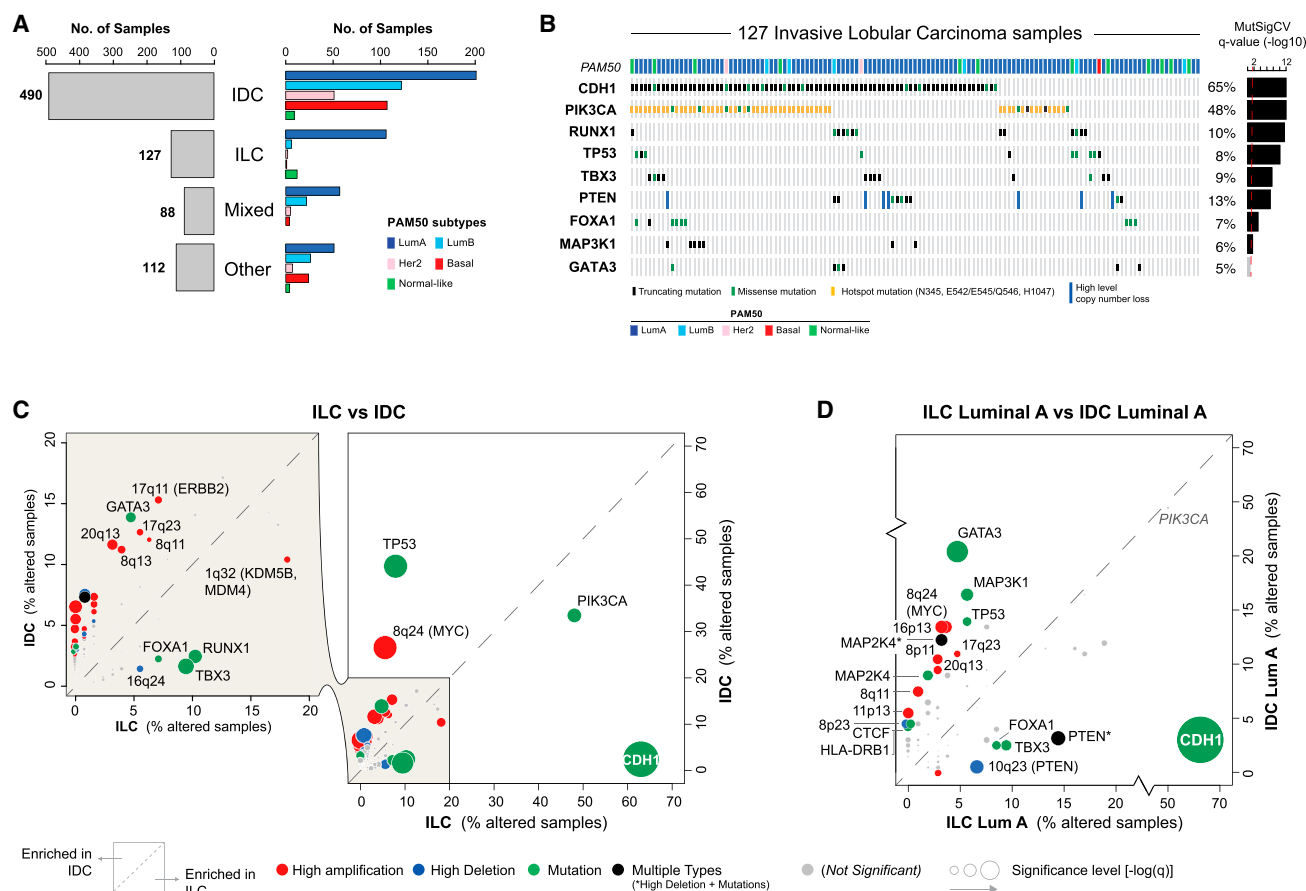 A
No. of Samples
No. of Samples
500 400 300 200 100 0
0 50 100 150 200
490 IDC
127 ILC
88 Mixed
112 Other
PAM50 subtypes
LumA LumB
Her2 Basal
Normal-like
B
127 Invasive Lobular Carcinoma samples
MutSigCV
q-value (-log10)
2 12
PAM50
CDH1 65%
PIK3CA 48%
RUNX1 10%
TP53 8%
TBX3 9%
PTEN 13%
FOXA1 7%
MAP3K1 6%
GATA3 5%
Truncating mutation Missense mutation Hotspot mutation (N345, E542/E545/Q546, H1047) High level
copy number loss
PAM50
LumA LumB Her2 Basal Normal-like
C
ILC vs IDC
20
15
10
5
0
IDC (% altered samples)
17q11 (ERBB2)
GATA3
17q23
20q13
8q11
8q13
1q32 (KDM5B,
MDM4)
FOXA1
RUNX1
16q24
TBX3
0 5 10 15 20
ILC (% altered samples)
TP53
PIK3CA
8q24 (MYC)
CDH1
70
60
50
40
30
20
10
0
IDC (% altered samples)
0 10 20 30 40 50 60 70
ILC (% altered samples)
D
ILC Luminal A vs IDC Luminal A
PIK3CA
GATA3
MAP3K1
8q24
(MYC)
TP53
16p13
MAP2K4*
17q23
8p11
20q13
MAP2K4
8q11
11p13
8p23
CTCF
HLA-DRB1
FOXA1
TBX3
PTEN*
10q23 (PTEN)
CDH1
70
50
20
15
10
5
0
IDC Lum A (% altered samples)
0 5 10 15 20 50 70
ILC Lum A (% altered samples)
Enriched in
IDC
Enriched in
ILC
High amplification High Deletion Mutation Multiple Types
(*High Deletion + Mutations)
(Not Significant)
Significance level [-log(q)]